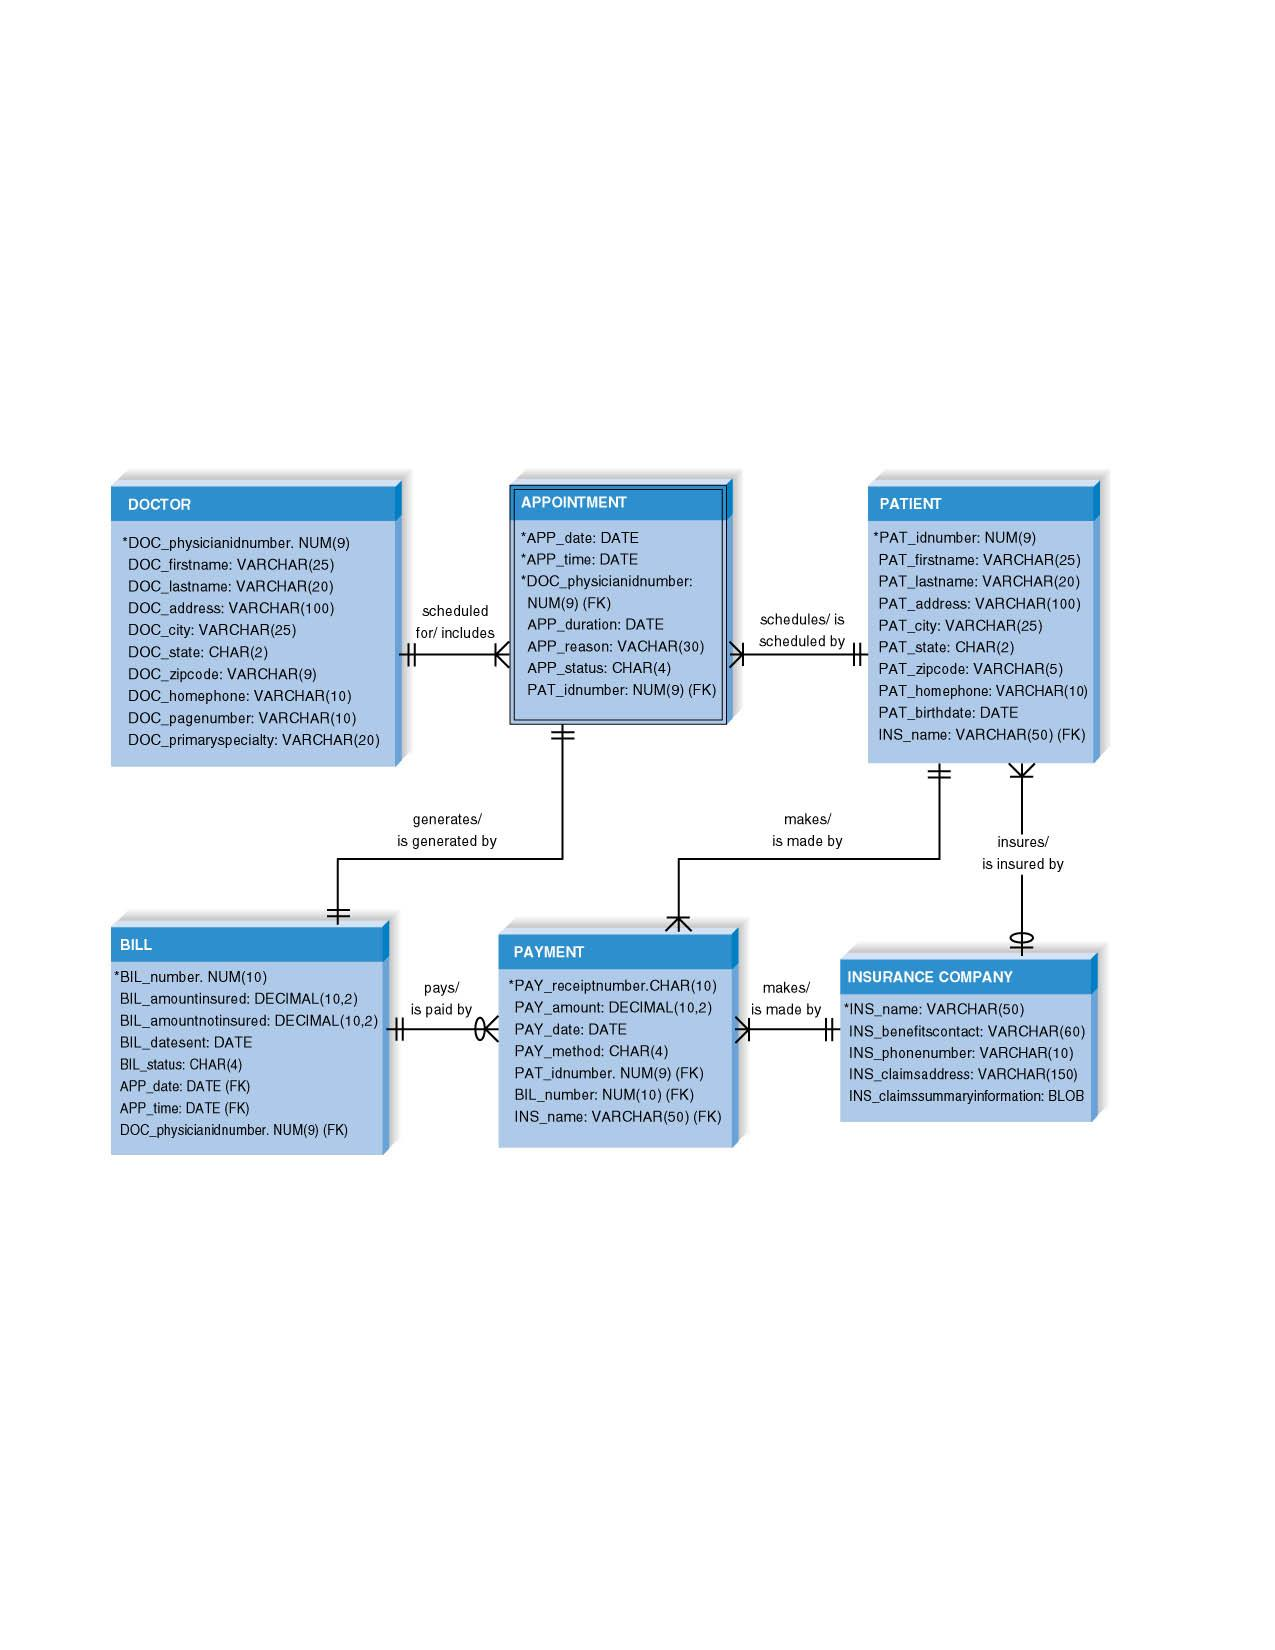 DOCTOR
*DOC_physicianidnumber. NUM(9)
DOC_firstname: VARCHAR(25)
DOC_lastname: VARCHAR(20)
DOC_address: VARCHAR(100)
DOC_city: VARCHAR(25)
DOC_state: CHAR(2)
DOC_zipcode: VARCHAR(9)
DOC_homephone: VARCHAR(10)
DOC_pagenumber: VARCHAR(10)
DOC_primaryspecialty: VARCHAR(20)
scheduled
for/ includes
APPOINTMENT
*APP_date: DATE
*APP_time: DATE
*DOC_physicianidnumber:
NUM(9) (FK)
APP_duration: DATE
APP_reason: VACHAR(30)
APP_status: CHAR(4)
PAT_idnumber: NUM(9) (FK)
schedules/ is
scheduled by
PATIENT
*PAT_idnumber: NUM(9)
PAT_firstname: VARCHAR(25)
PAT_lastname: VARCHAR(20)
PAT_address: VARCHAR(100)
PAT_city: VARCHAR(25)
PAT_state: CHAR(2)
PAT_zipcode: VARCHAR(5)
PAT_homephone: VARCHAR(10)
PAT_birthdate: DATE
INS_name: VARCHAR(50) (FK)
generates/
is generated by
makes/
is made by
insures/
is insured by
BILL
*BIL_number. NUM(10)
BIL_amountinsured: DECIMAL(10,2)
BIL_amountnotinsured: DECIMAL(10,2)
BIL_datesent: DATE
BIL_status: CHAR(4)
APP_date: DATE (FK)
APP_time: DATE (FK)
DOC_physicianidnumber. NUM(9) (FK)
pays/
is paid by
PAYMENT
*PAY_receiptnumber.CHAR(10)
PAY_amount: DECIMAL(10,2)
PAY_date: DATE
PAY_method: CHAR(4)
PAT_idnumber. NUM(9) (FK)
BIL_number: NUM(10) (FK)
INS_name: VARCHAR(50) (FK)
makes/
is made by
INSURANCE COMPANY
*INS_name: VARCHAR(50)
INS_benefitscontact: VARCHAR(60)
INS_phonenumber: VARCHAR(10)
INS_claimsaddress: VARCHAR(150)
INS_claimssummaryinformation: BLOB